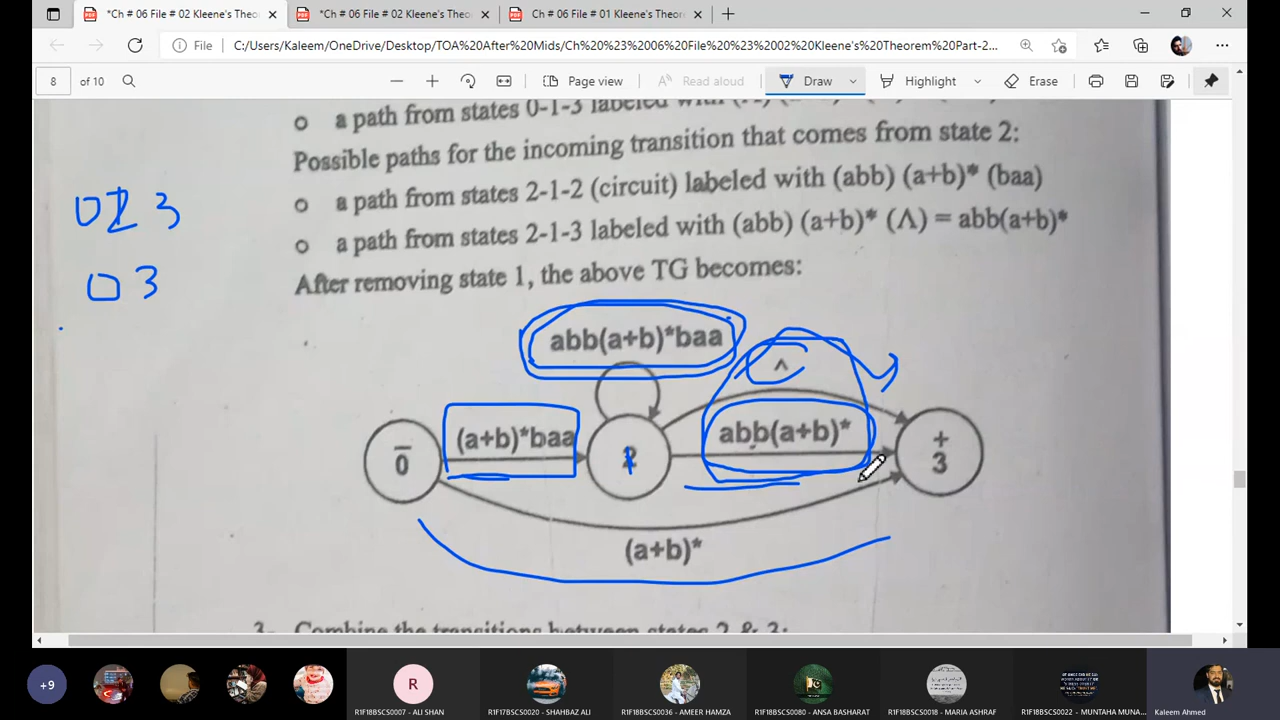 *Ch # 06 File # 02 Kleene's Theo
*Ch # 06 File # 02 Kleene's Theo
Ch # 06 File # 01 Kleene's Theo
File
C:/Users/Kaleem/OneDrive/Desktop/TOA%20After%20Mids/Ch%20%23%2006%20File%20%23%2002%20Kleene's%20Theorem%20Part-2...
8 of 10
Page view
Read aloud
Draw
Highlight
Erase
o a path from states 0-1-3 labeled with
Possible paths for the incoming transition that comes from state 2:
o a path from states 2-1-2 (circuit) labeled with (abb) (a+b)* (baa)
o a path from states 2-1-3 labeled with (abb) (a+b)* (Λ) = abb(a+b)*
After removing state 1, the above TG becomes:
0 3
abb(a+b)*baa
^
(a+b)*baa
abb(a+b)*
−
0
2
+
3
(a+b)*
3. Combine the transitions between states 2 & 3:
+9
R
R1F18BSCS0007 - ALI SHAN
R1F17BSCS0020 - SHAHBAZ ALI
R1F18BSCS0036 - AMEER HAMZA
R1F18BSCS0080 - ANSA BASHARAT
R1F18BSCS0018 - MARIA ASHRAF
R1F18BSCS0022 - MUNTAHA MUNA...
Kaleem Ahmed